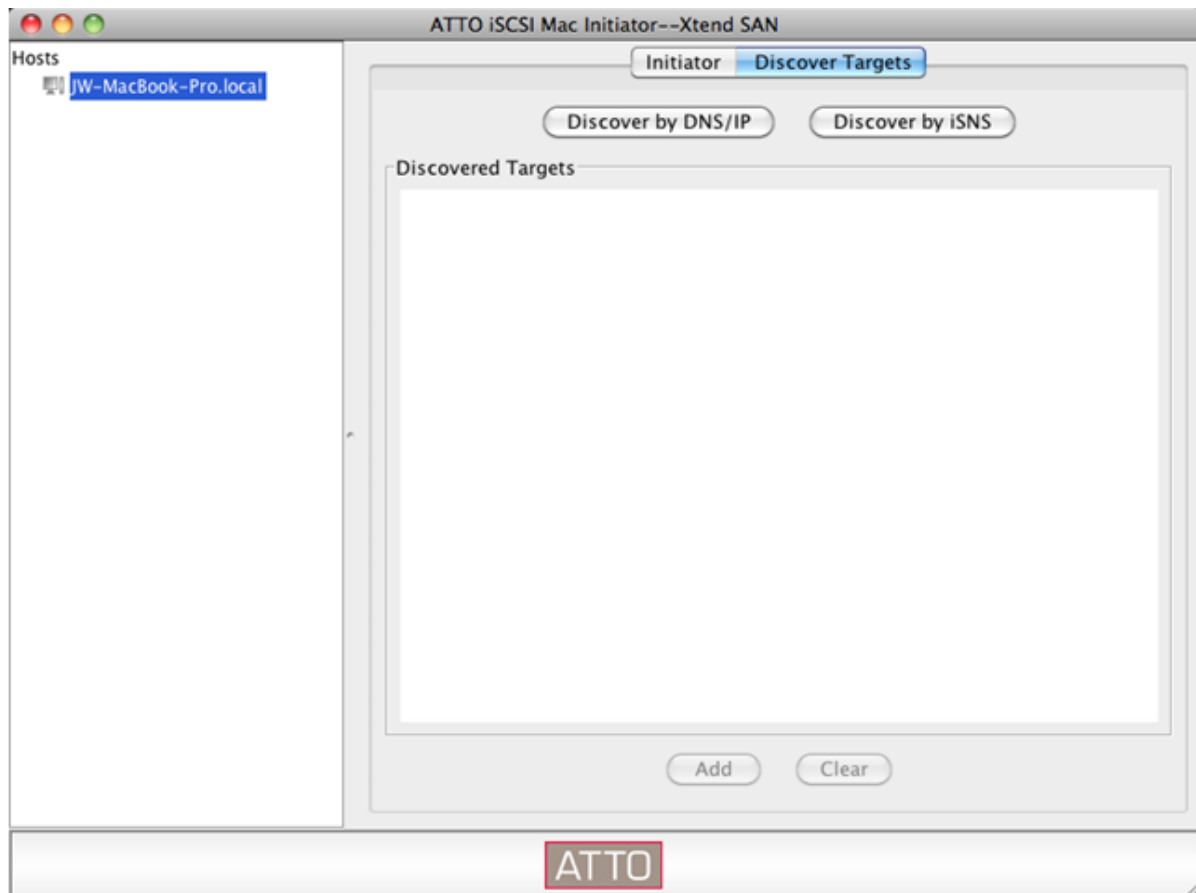 ATTO iSCSI Mac Initiator--Xtend SAN
Hosts
JW-MacBook-Pro.local
Initiator
Discover Targets
Discover by DNS/IP
Discover by iSNS
Discovered Targets
Add
Clear
ATTO